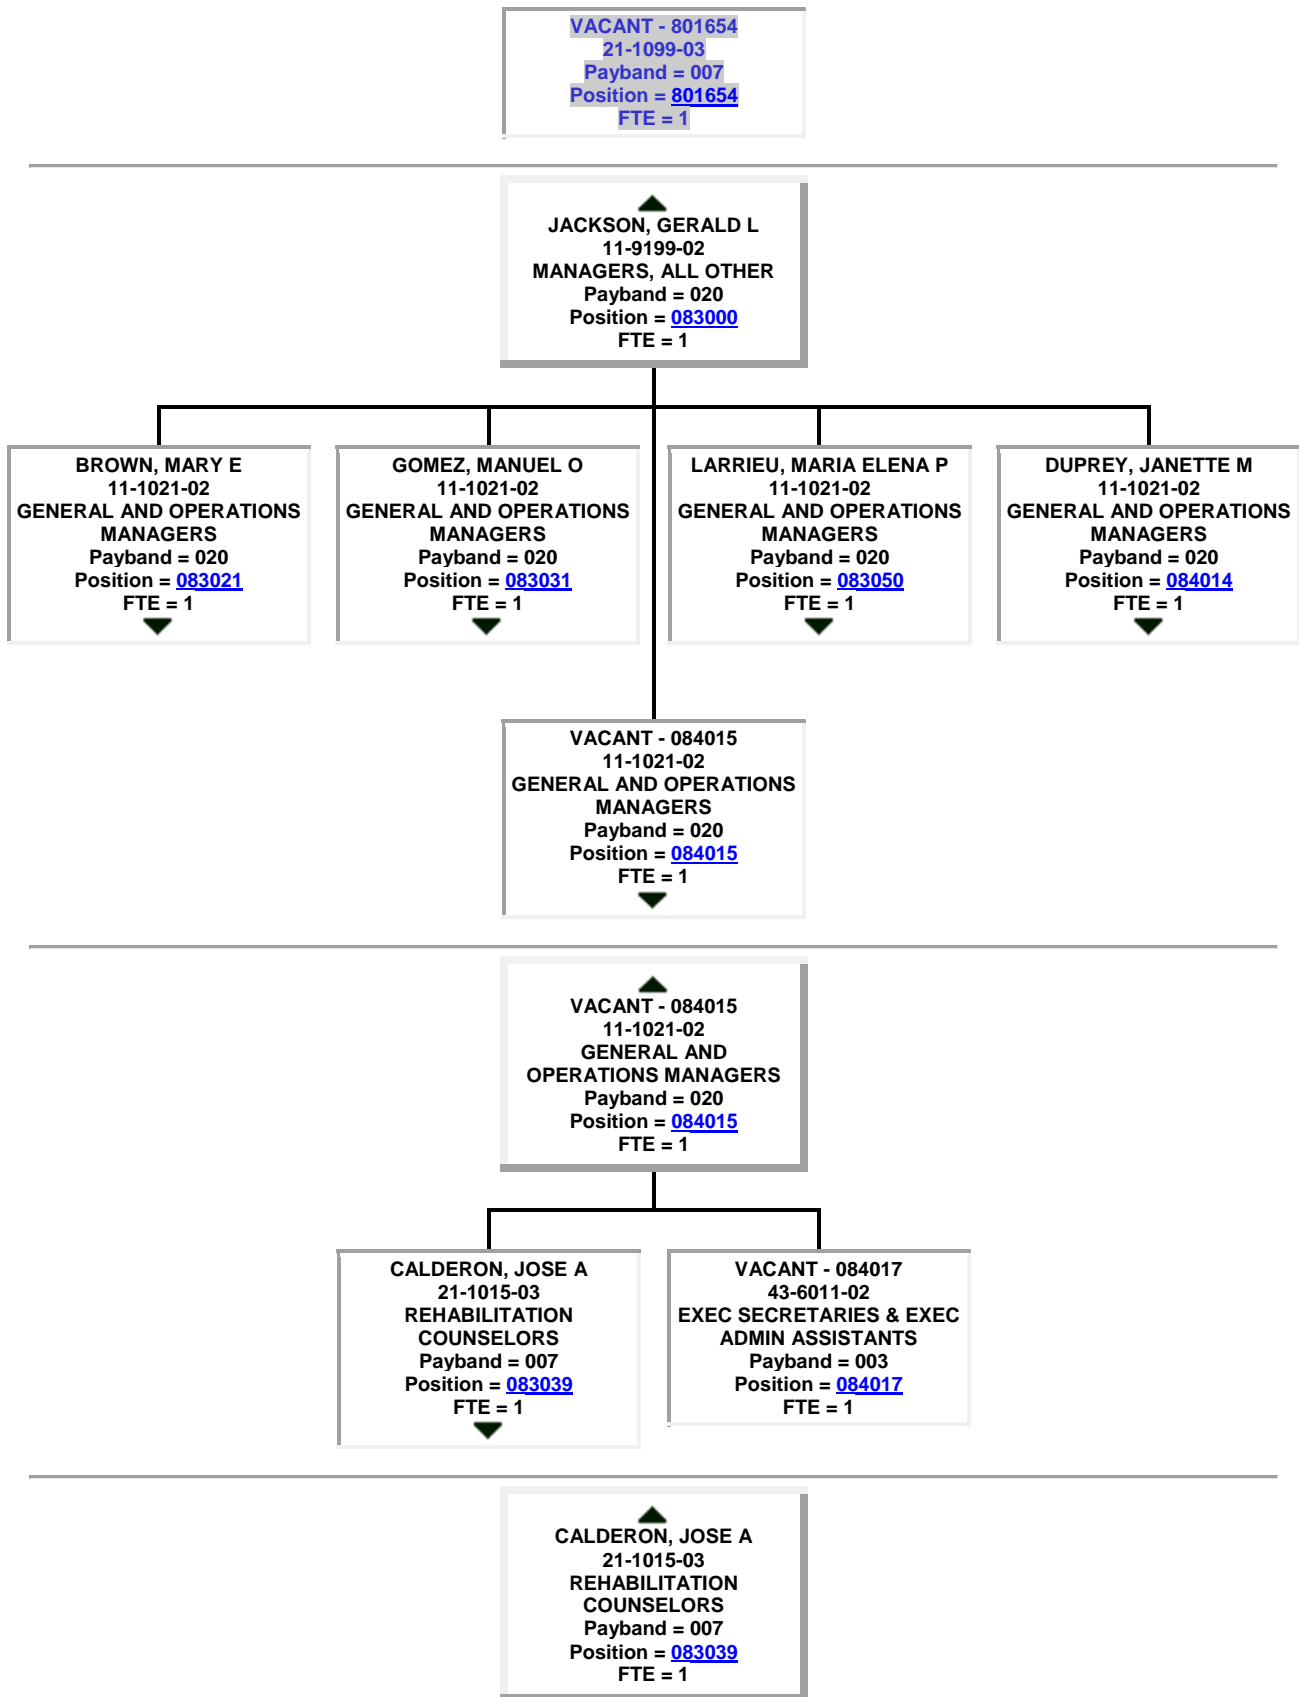 VACANT - 801654
21-1099-03
Payband = 007
Position = 801654
FTE = 1
JACKSON, GERALD L
11-9199-02
MANAGERS, ALL OTHER
Payband = 020
Position = 083000
FTE = 1
BROWN, MARY E
11-1021-02
GENERAL AND OPERATIONS
MANAGERS
Payband = 020
Position = 083021
FTE = 1
GOMEZ, MANUEL O
11-1021-02
GENERAL AND OPERATIONS
MANAGERS
Payband = 020
Position = 083031
FTE = 1
LARRIEU, MARIA ELENA P
11-1021-02
GENERAL AND OPERATIONS
MANAGERS
Payband = 020
Position = 083050
FTE = 1
DUPREY, JANETTE M
11-1021-02
GENERAL AND OPERATIONS
MANAGERS
Payband = 020
Position = 084014
FTE = 1
VACANT - 084015
11-1021-02
GENERAL AND OPERATIONS
MANAGERS
Payband = 020
Position = 084015
FTE = 1
VACANT - 084015
11-1021-02
GENERAL AND
OPERATIONS MANAGERS
Payband = 020
Position = 084015
FTE = 1
CALDERON, JOSE A
21-1015-03
REHABILITATION
COUNSELORS
Payband = 007
Position = 083039
FTE = 1
VACANT - 084017
43-6011-02
EXEC SECRETARIES & EXEC
ADMIN ASSISTANTS
Payband = 003
Position = 084017
FTE = 1
CALDERON, JOSE A
21-1015-03
REHABILITATION
COUNSELORS
Payband = 007
Position = 083039
FTE = 1